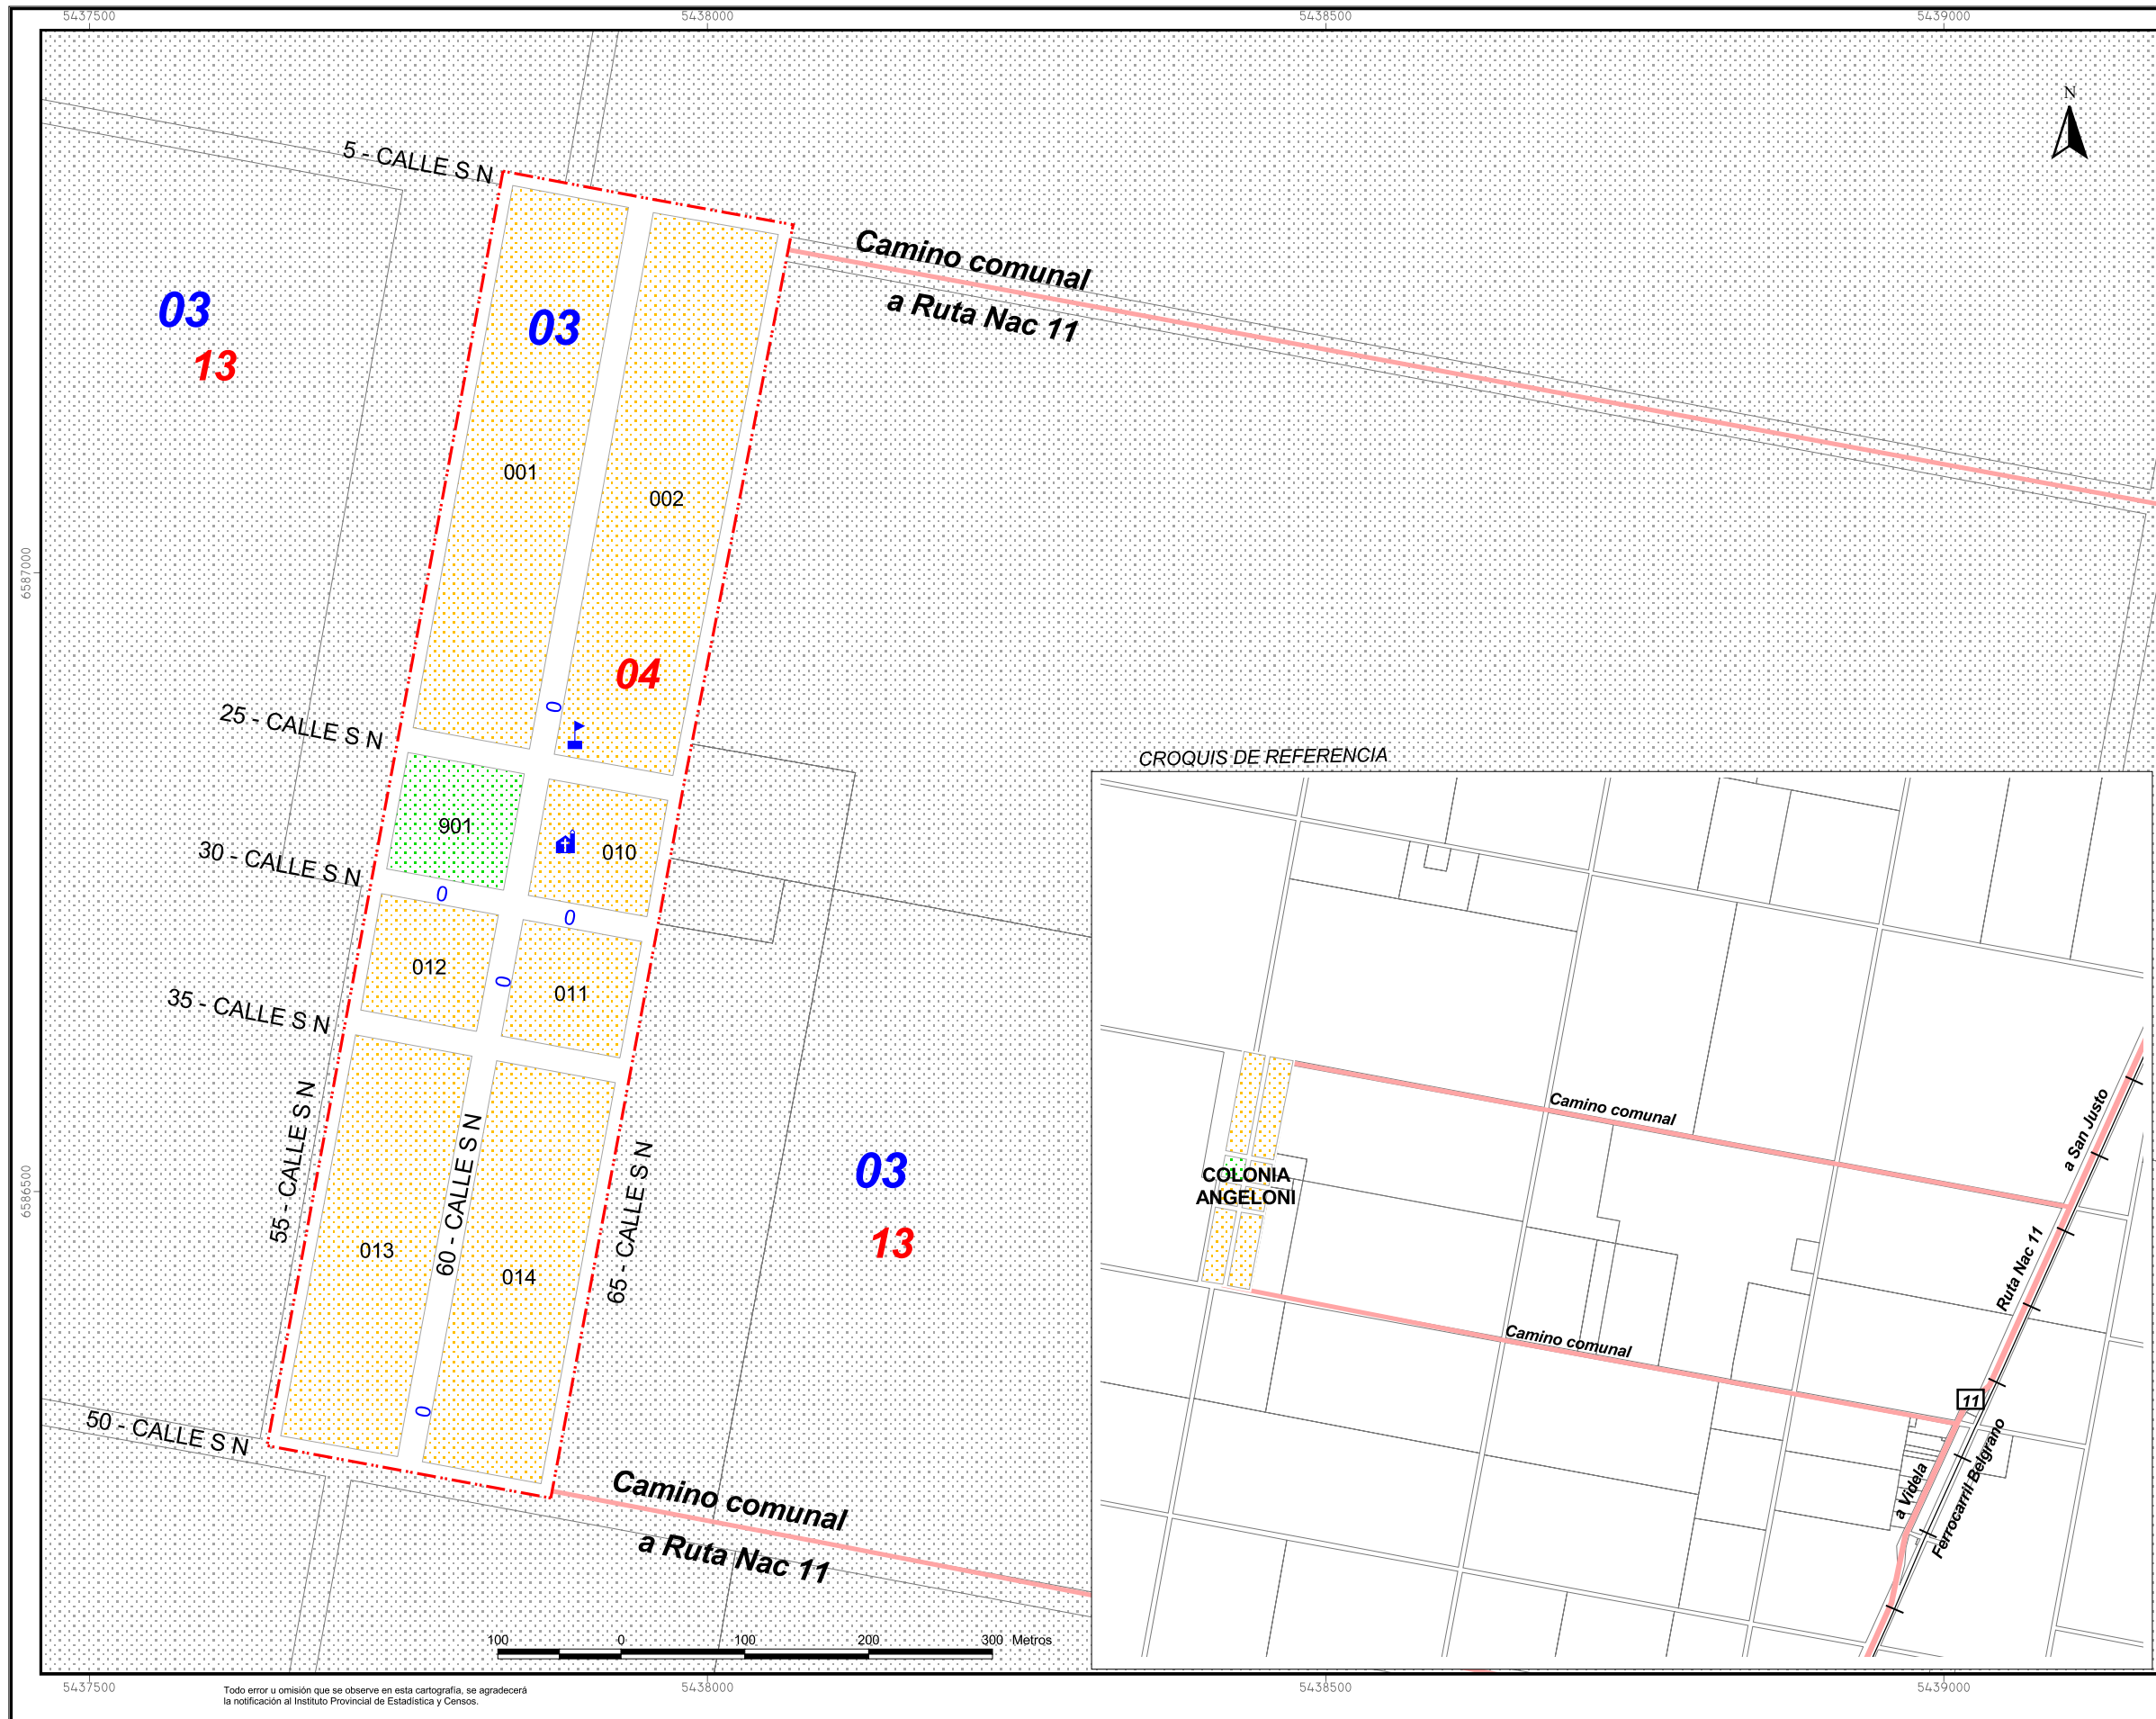 5437500
5438000
5438500
5439000
N
5 - CALLE S N
Camino comunal
a Ruta Nac 11
03
13
03
001
002
6587000
04
0
25 - CALLE S N
CROQUIS DE REFERENCIA
901
010
30 - CALLE S N
0
0
012
011
0
35 - CALLE S N
55 - CALLE S N
60 - CALLE S N
65 - CALLE S N
03
13
6586500
013
014
0
50 - CALLE S N
Camino comunal
a Ruta Nac 11
Camino comunal
a San Justo
COLONIA
ANGELONI
Ruta Nac 11
Camino comunal
11
a Videla
Ferrocarril Belgrano
100
0
100
200
300
Metros
5437500
5438000
5438500
5439000
Todo error u omisión que se observe en esta cartografía, se agradecerá
la notificación al Instituto Provincial de Estadística y Censos.